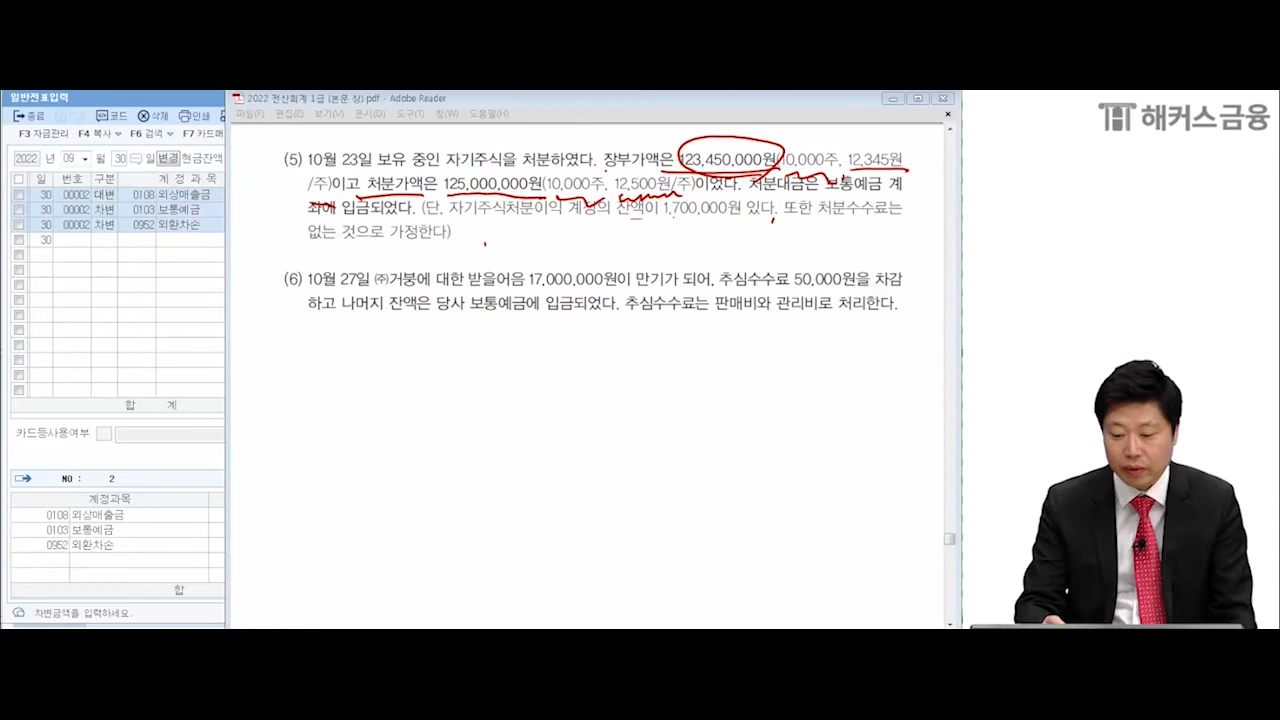 일반전표입력
2022 전산회계 1급 (본문 상).pdf - Adobe Reader
해커스금융
파일(F) 편집(E) 보기(V) 문서(D) 도구(T) 창(W) 도움말(H)
종료 코드 삭제 인쇄
F3 자금관리 F4 복사 F6 검색 F7 카드매
2022 년 09 월 30 일 변경 현금잔액
일 번호 구분 계 정 과 목
30 00002 대변 0108 외상매출금
30 00002 차변 0103 보통예금
30 00002 차변 0952 외환차손
30
합 계
카드등사용여부
NO : 2
계정과목
0108 외상매출금
0103 보통예금
0952 외환차손
합
차변금액을 입력하세요.
(5) 10월 23일 보유 중인 자기주식을 처분하였다. 장부가액은 123,450,000원(10,000주, 12,345원
/주)이고 처분가액은 125,000,000원(10,000주, 12,500원/주)이었다. 처분대금은 보통예금 계
좌에 입금되었다. (단, 자기주식처분이익 계정의 잔액이 1,700,000원 있다. 또한 처분수수료는
없는 것으로 가정한다)
(6) 10월 27일 ㈜거붕에 대한 받을어음 17,000,000원이 만기가 되어, 추심수수료 50,000원을 차감
하고 나머지 잔액은 당사 보통예금에 입금되었다. 추심수수료는 판매비와 관리비로 처리한다.